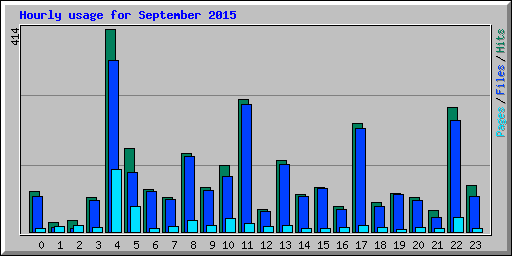 Hourly usage for September 2015
414
Pages/Files/Hits
0 1 2 3 4 5 6 7 8 9 10 11 12 13 14 15 16 17 18 19 20 21 22 23